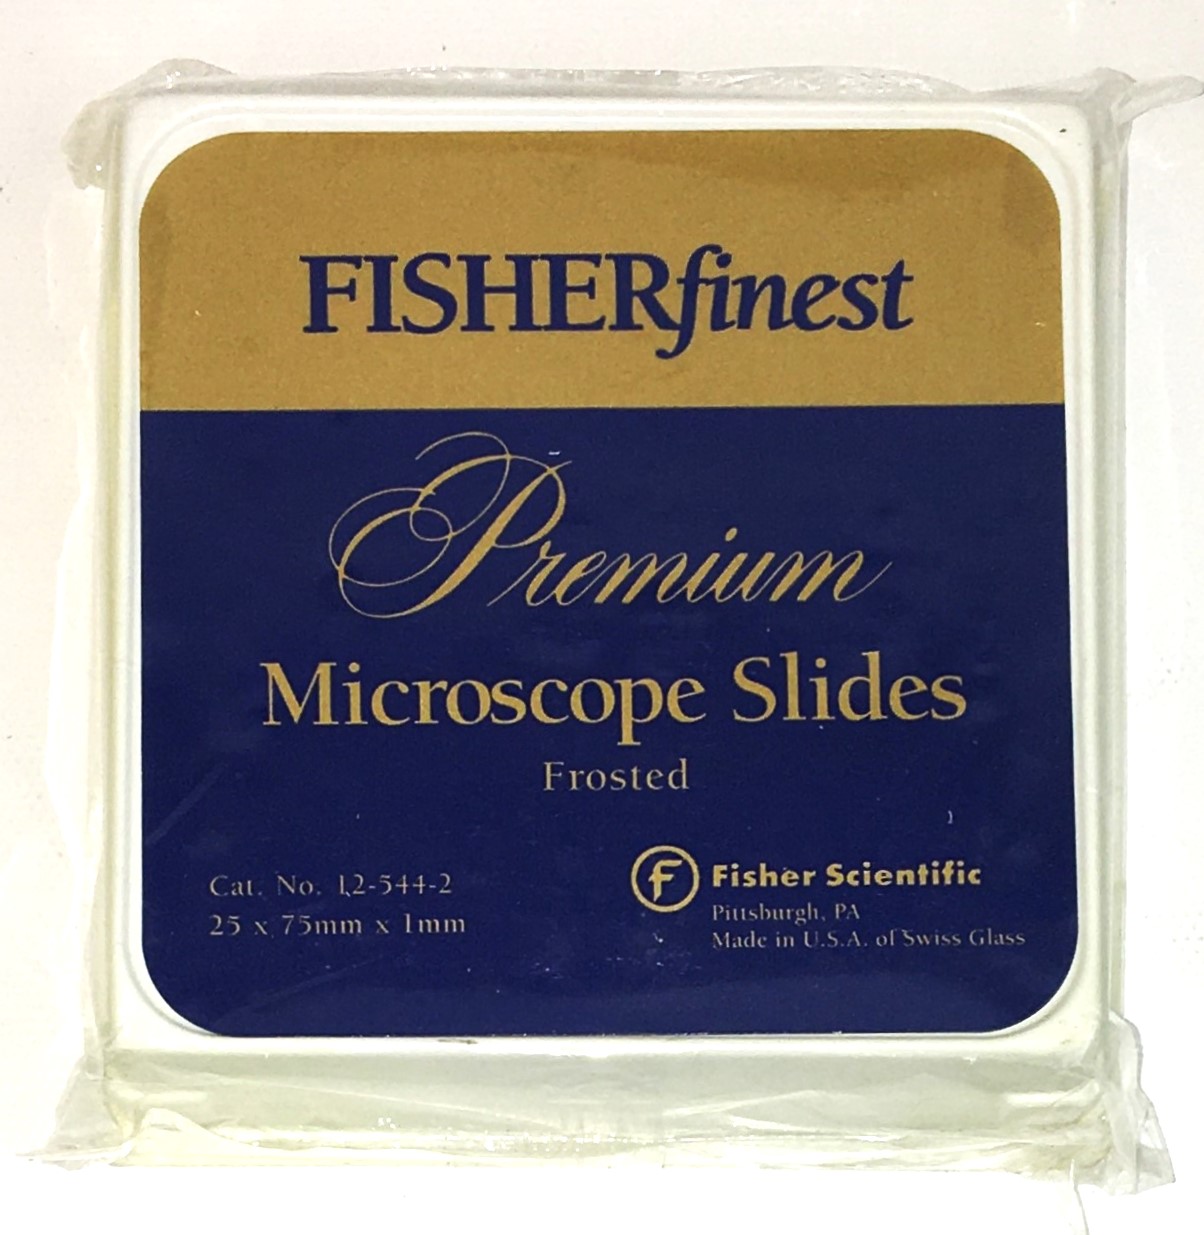 FISHERfinest
Premium
Microscope Slides
Frosted
Cat. No. 12-544-2
25 x 75mm x 1mm
F Fisher Scientific
Pittsburgh, PA
Made in U.S.A. of Swiss Glass